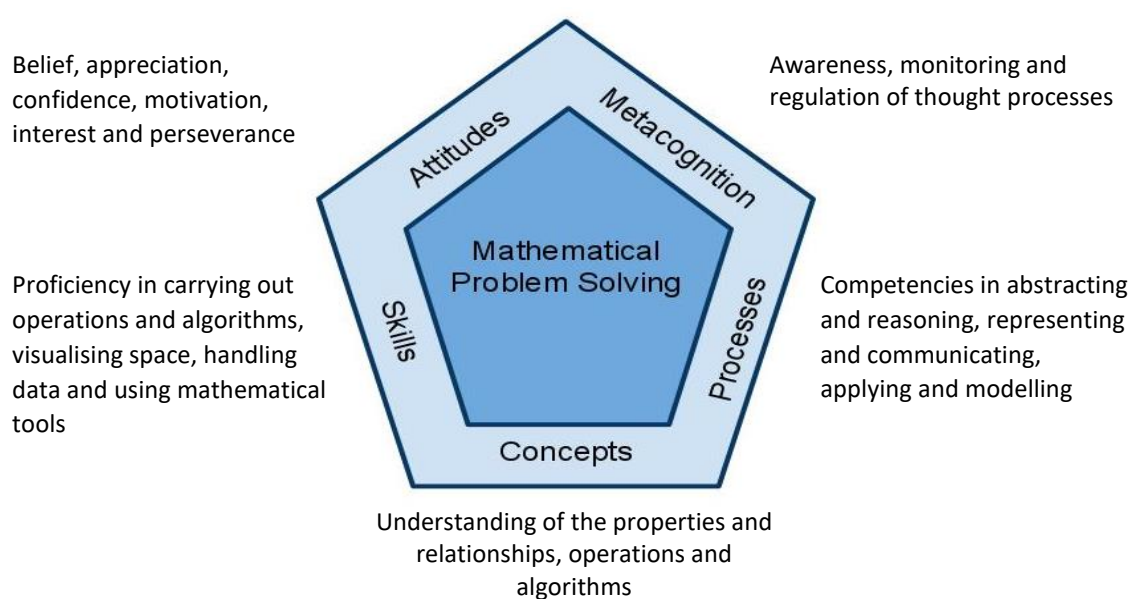 Belief, appreciation,
confidence, motivation,
interest and perseverance
Attitudes
Metacognition
Awareness, monitoring and
regulation of thought processes
Mathematical
Problem Solving
Proficiency in carrying out
operations and algorithms,
visualising space, handling
data and using mathematical
tools
Skills
Processes
Competencies in abstracting
and reasoning, representing
and communicating,
applying and modelling
Concepts
Understanding of the properties and
relationships, operations and
algorithms